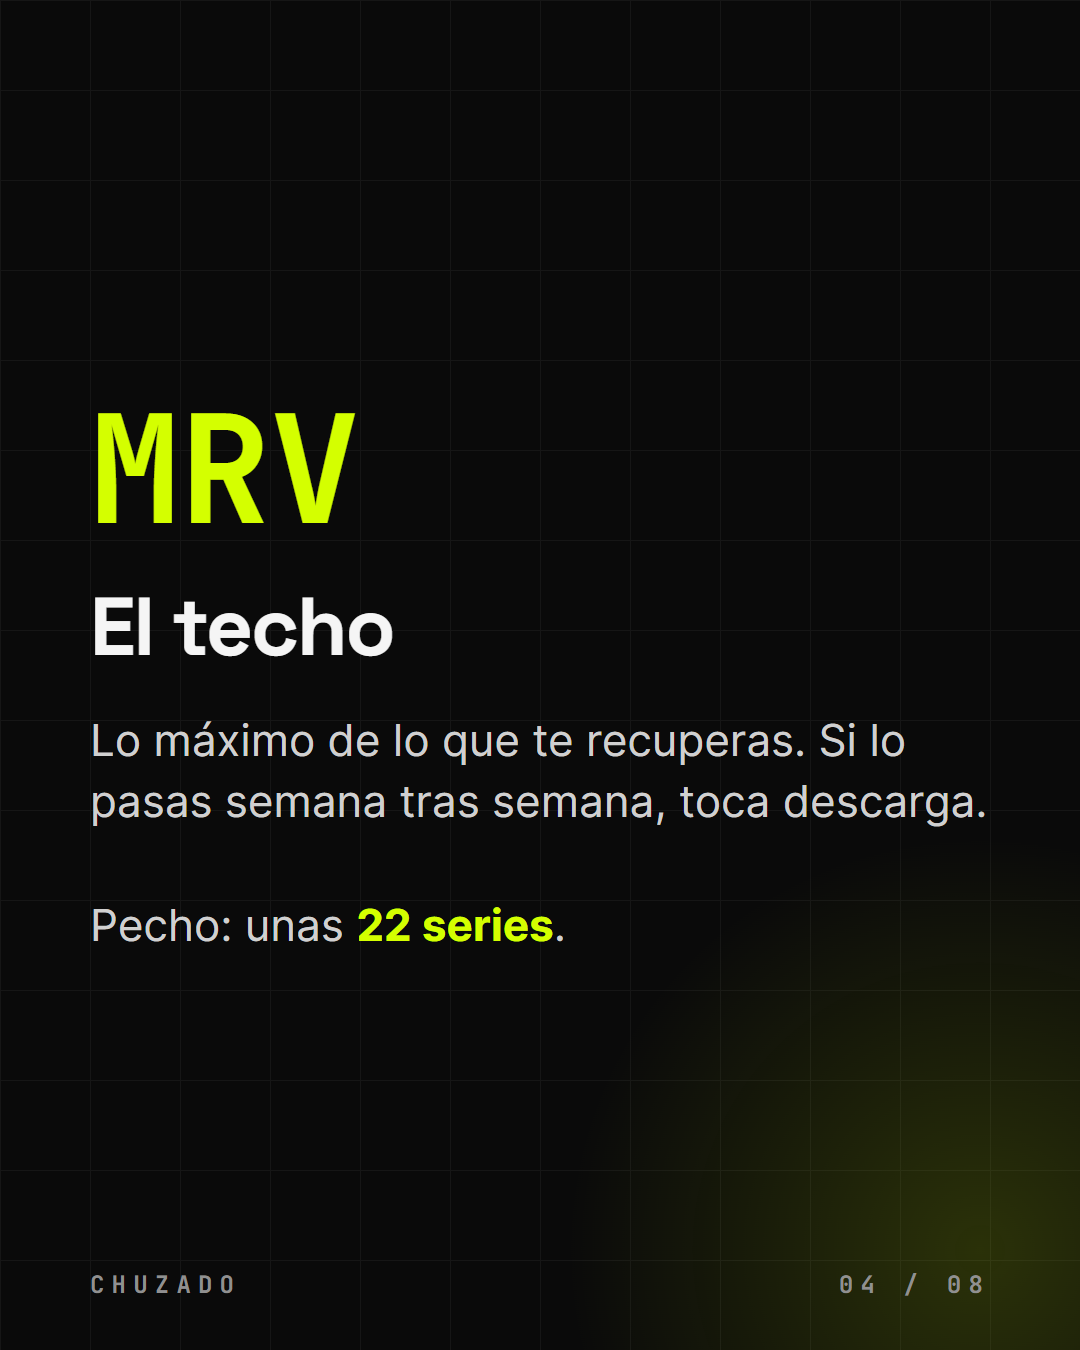 MRV
El techo
Lo máximo de lo que te recuperas. Si lo
pasas semana tras semana, toca descarga.
Pecho: unas 22 series.
CHUZADO
04 / 08